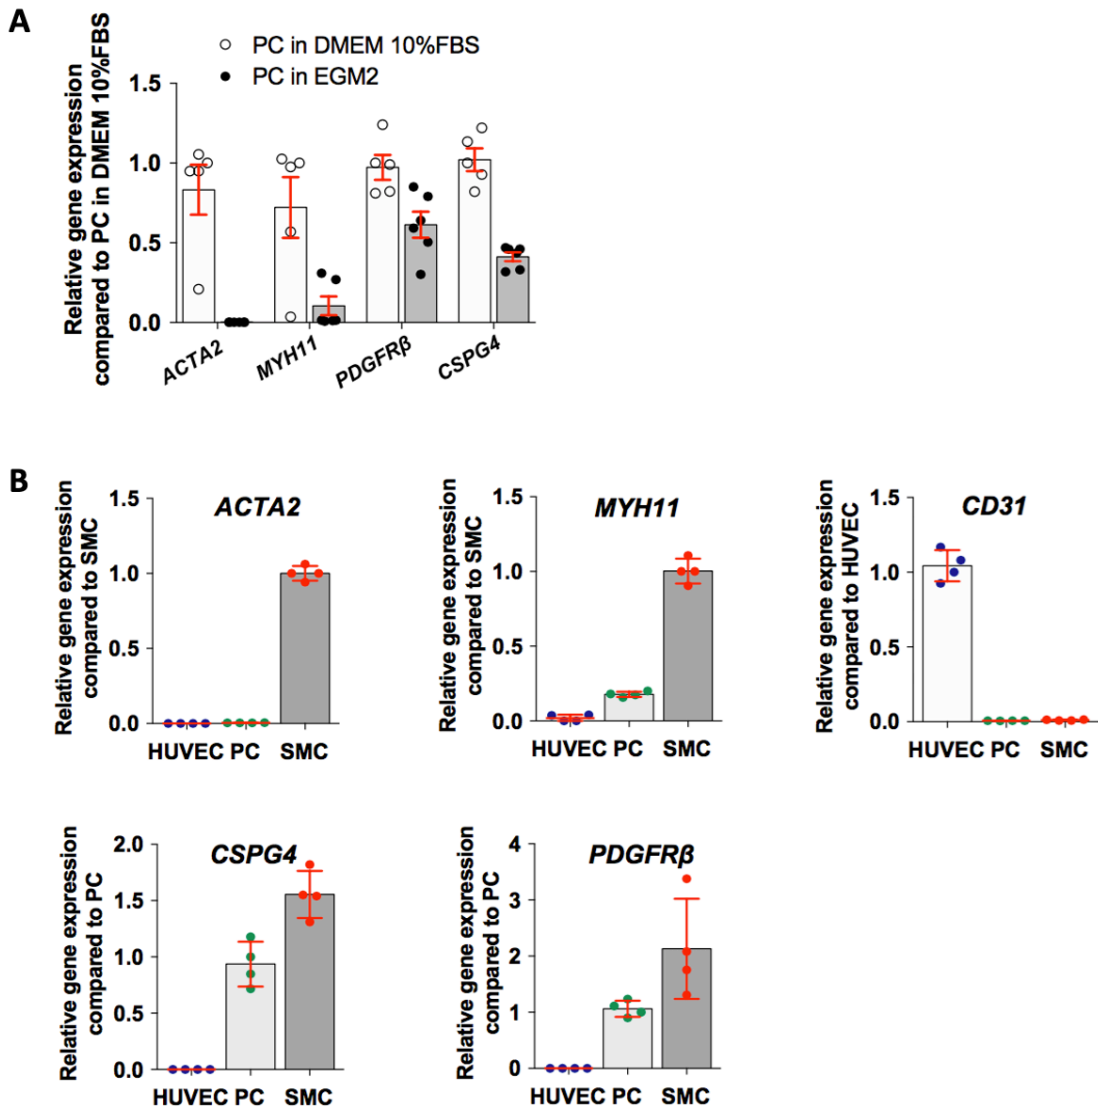 A
PC in DMEM 10%FBS
PC in EGM2
Relative gene expression
compared to PC in DMEM 10%FBS
1.5
1.0
0.5
0.0
ACTA2
MYH11
PDGFRβ
CSPG4
B
ACTA2
Relative gene expression
compared to SMC
1.5
1.0
0.5
0.0
HUVEC PC SMC
MYH11
Relative gene expression
compared to SMC
1.5
1.0
0.5
0.0
HUVEC PC SMC
CD31
Relative gene expression
compared to HUVEC
1.5
1.0
0.5
0.0
HUVEC PC SMC
CSPG4
Relative gene expression
compared to PC
2.0
1.5
1.0
0.5
0.0
HUVEC PC SMC
PDGFRβ
Relative gene expression
compared to PC
4
3
2
1
0
HUVEC PC SMC